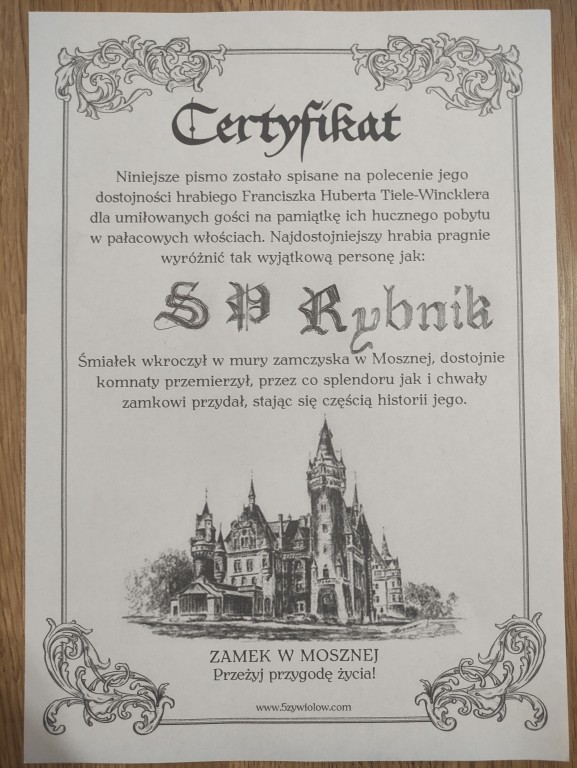 Certyfikat
Niniejsze pismo zostało spisane na polecenie jego
dostojności hrabiego Franciszka Huberta Tiele-Wincklera
dla umiłowanych gości na pamiątkę ich hucznego pobytu
w pałacowych włościach. Najdostojniejszy hrabia pragnie
wyróżnić tak wyjątkową personę jak:
SP Rybnik
Śmiałek wkroczył w mury zamczyska w Mosznej, dostojnie
komnaty przemierzył, przez co splendoru jak i chwały
zamkowi przydał, stając się częścią historii jego.
ZAMEK W MOSZNEJ
Przeżyj przygodę życia!
www.5zywiolow.com